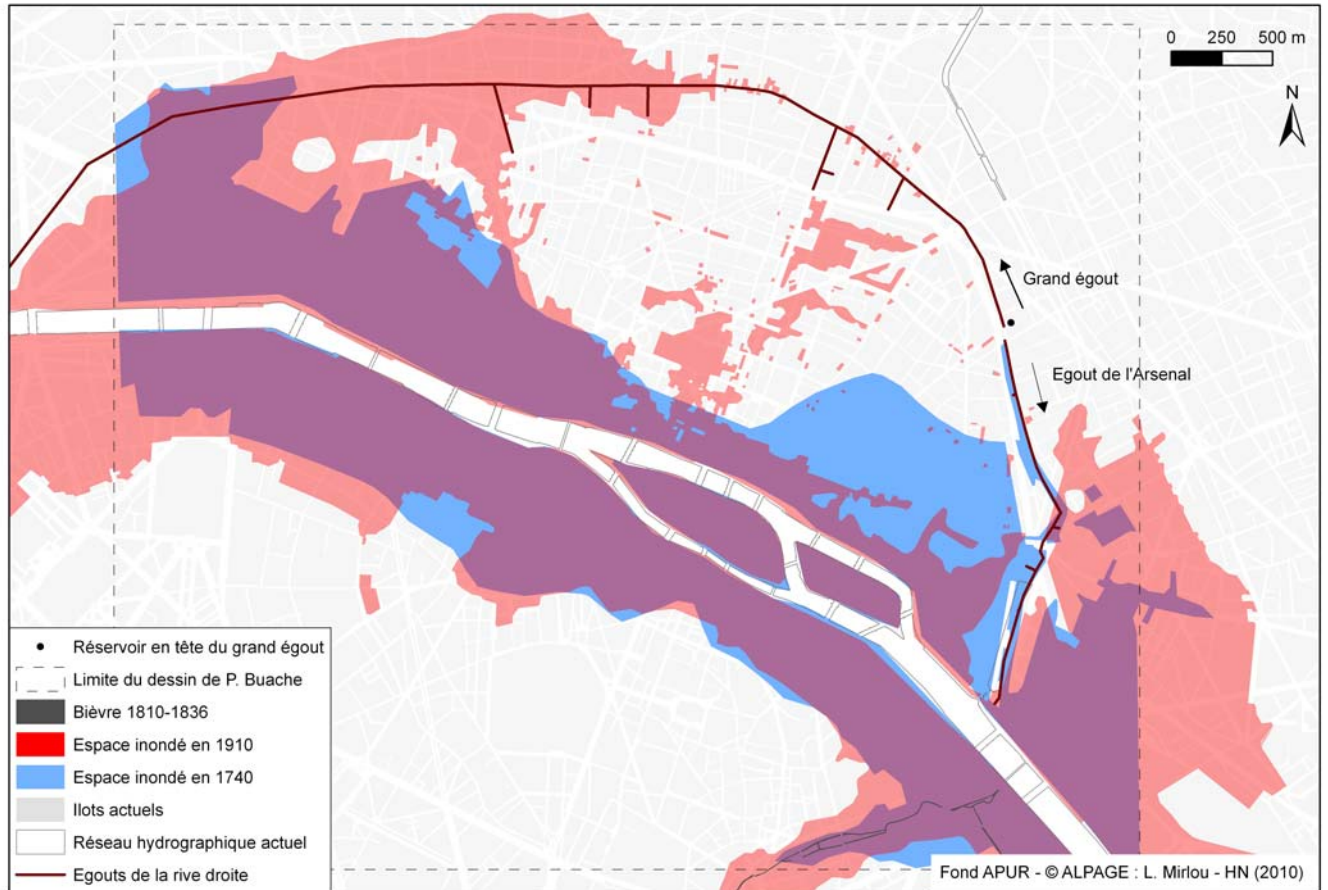 0 250 500 m
N
Grand égout
Egout de l'Arsenal
Réservoir en tête du grand égout
Limite du dessin de P. Buache
Bièvre 1810-1836
Espace inondé en 1910
Espace inondé en 1740
Ilots actuels
Réseau hydrographique actuel
Egouts de la rive droite
Fond APUR - © ALPAGE : L. Mirlou - HN (2010)